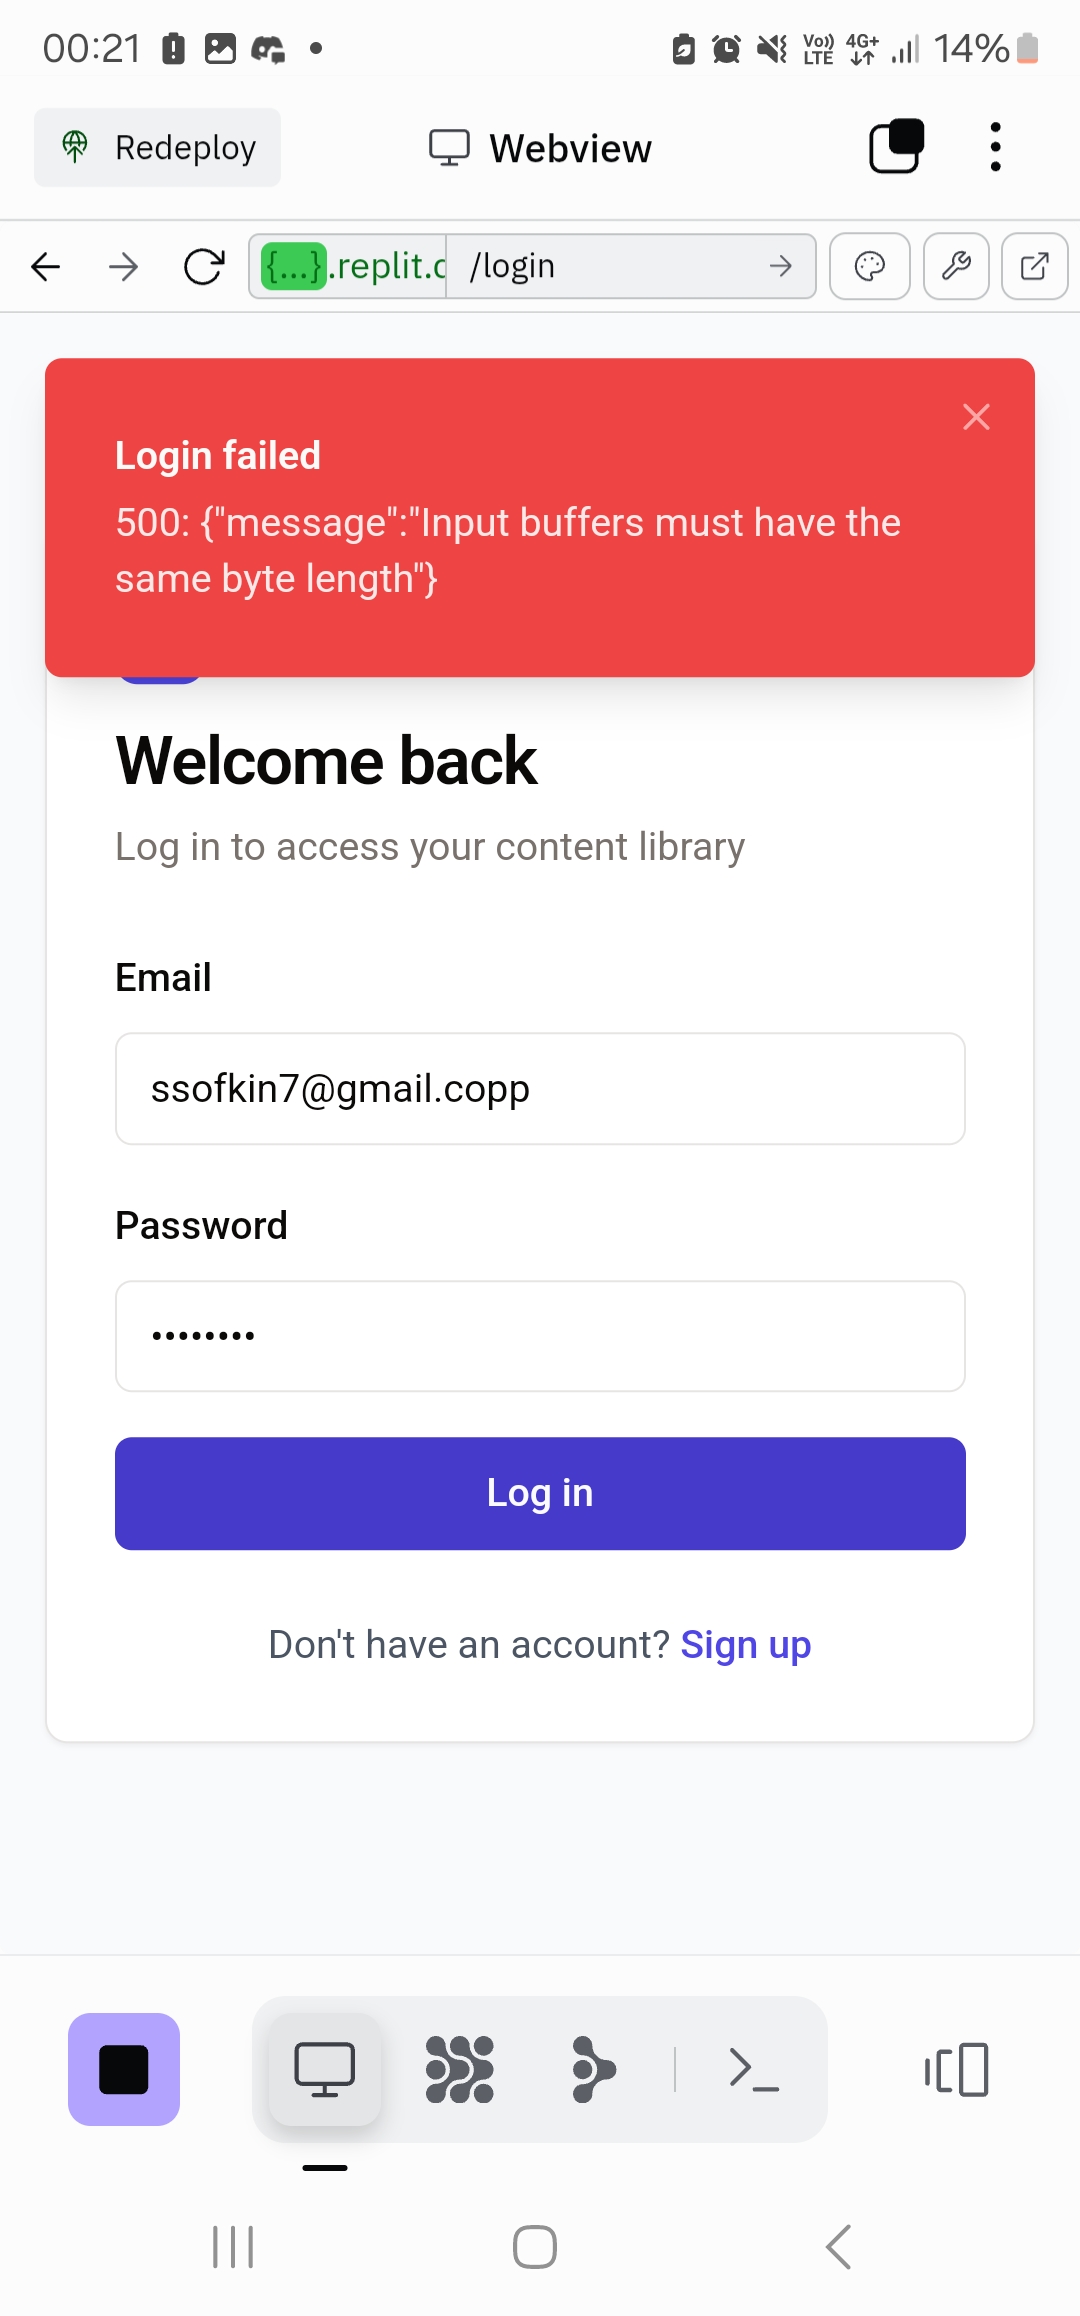 00:21
Vo)) LTE 4G+ 14%
Redeploy
Webview
{...}.replit.c /login
Login failed
500: {"message":"Input buffers must have the
same byte length"}
Welcome back
Log in to access your content library
Email
ssofkin7@gmail.copp
Password
••••••••
Log in
Don't have an account? Sign up